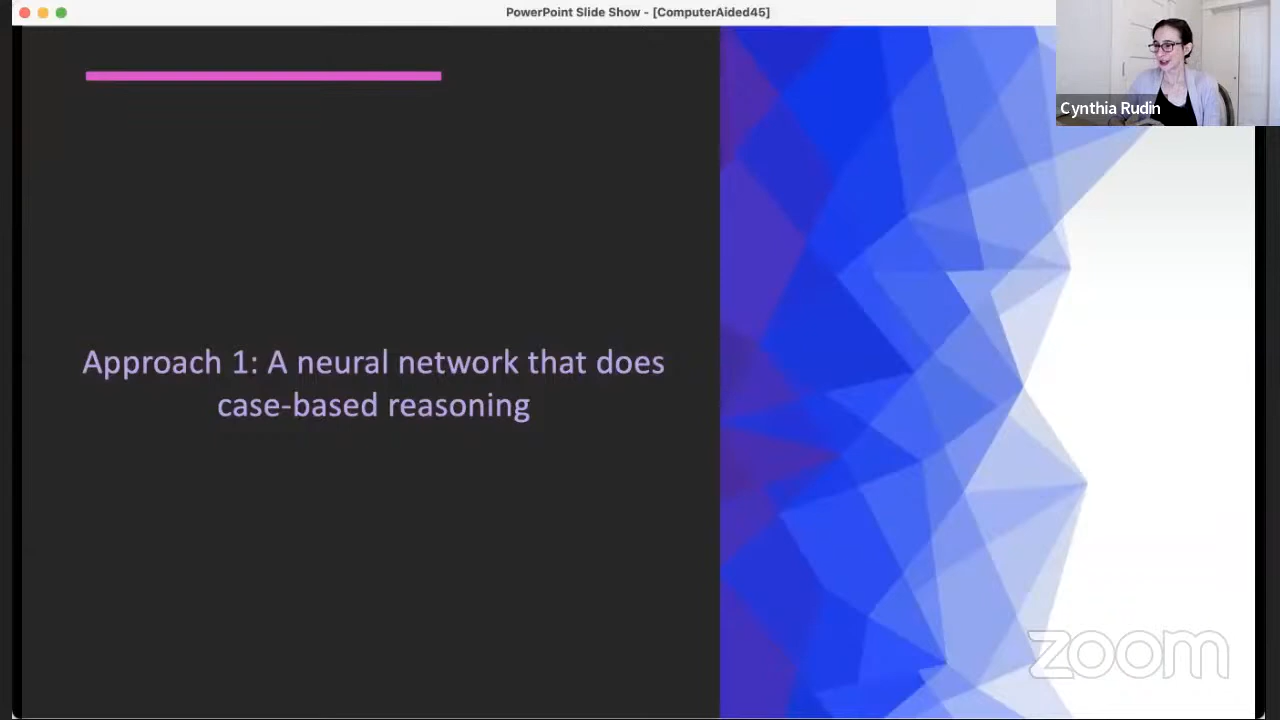 PowerPoint Slide Show - [ComputerAided45]
Cynthia Rudin
Approach 1: A neural network that does
case-based reasoning
zoom